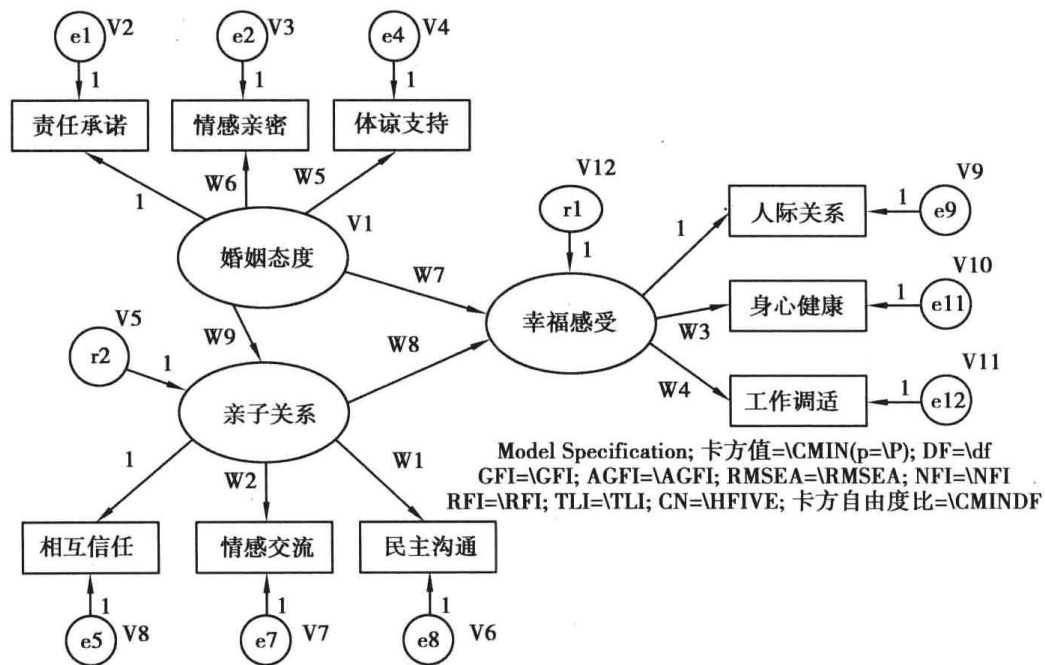 e1 V2
e2 V3
e4 V4
1 1 1
责任承诺 情感亲密 体谅支持
1 W6 W5
V1
婚姻态度
W7
W9
V5
r2
1
W8
亲子关系
1 W2 W1
相互信任 情感交流 民主沟通
1 1 1
e5 V8
e7 V7
e8 V6
V12
r1
1
幸福感受
1
W3
W4
V9
人际关系 1 e9
V10
身心健康 1 e11
V11
工作调适 1 e12
Model Specification; 卡方值=\CMIN(p=\P); DF=\df
GFI=\GFI; AGFI=\AGFI; RMSEA=\RMSEA; NFI=\NFI
RFI=\RFI; TLI=\TLI; CN=\HFIVE; 卡方自由度比=\CMINDF